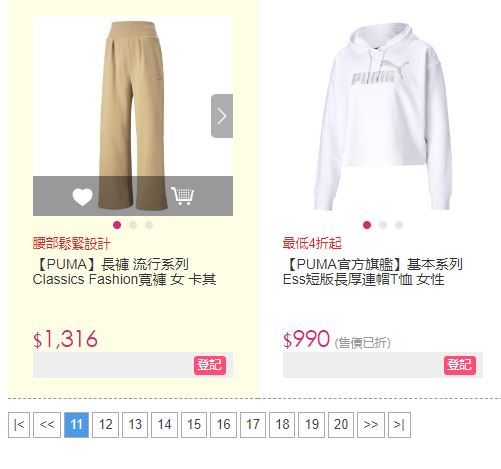 PUMA
腰部鬆緊設計
【PUMA】長褲 流行系列
Classics Fashion寬褲 女 卡其
$1,316
登記
最低4折起
【PUMA官方旗艦】基本系列
Ess短版長厚連帽T恤 女性
$990 (售價已折)
登記
|< << 11 12 13 14 15 16 17 18 19 20 >> >|